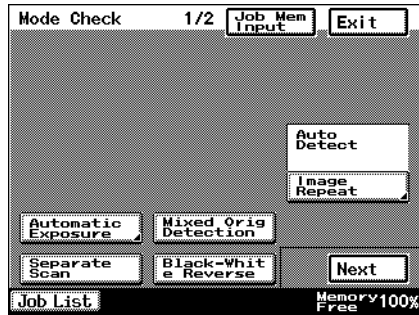 Mode Check 1/2 Job Mem Exit
Input
Auto
Detect
Image
Repeat
Automatic Mixed Orig
Exposure Detection
Separate Black-Whit
Scan e Reverse Next
Job List Memory 100%
Free